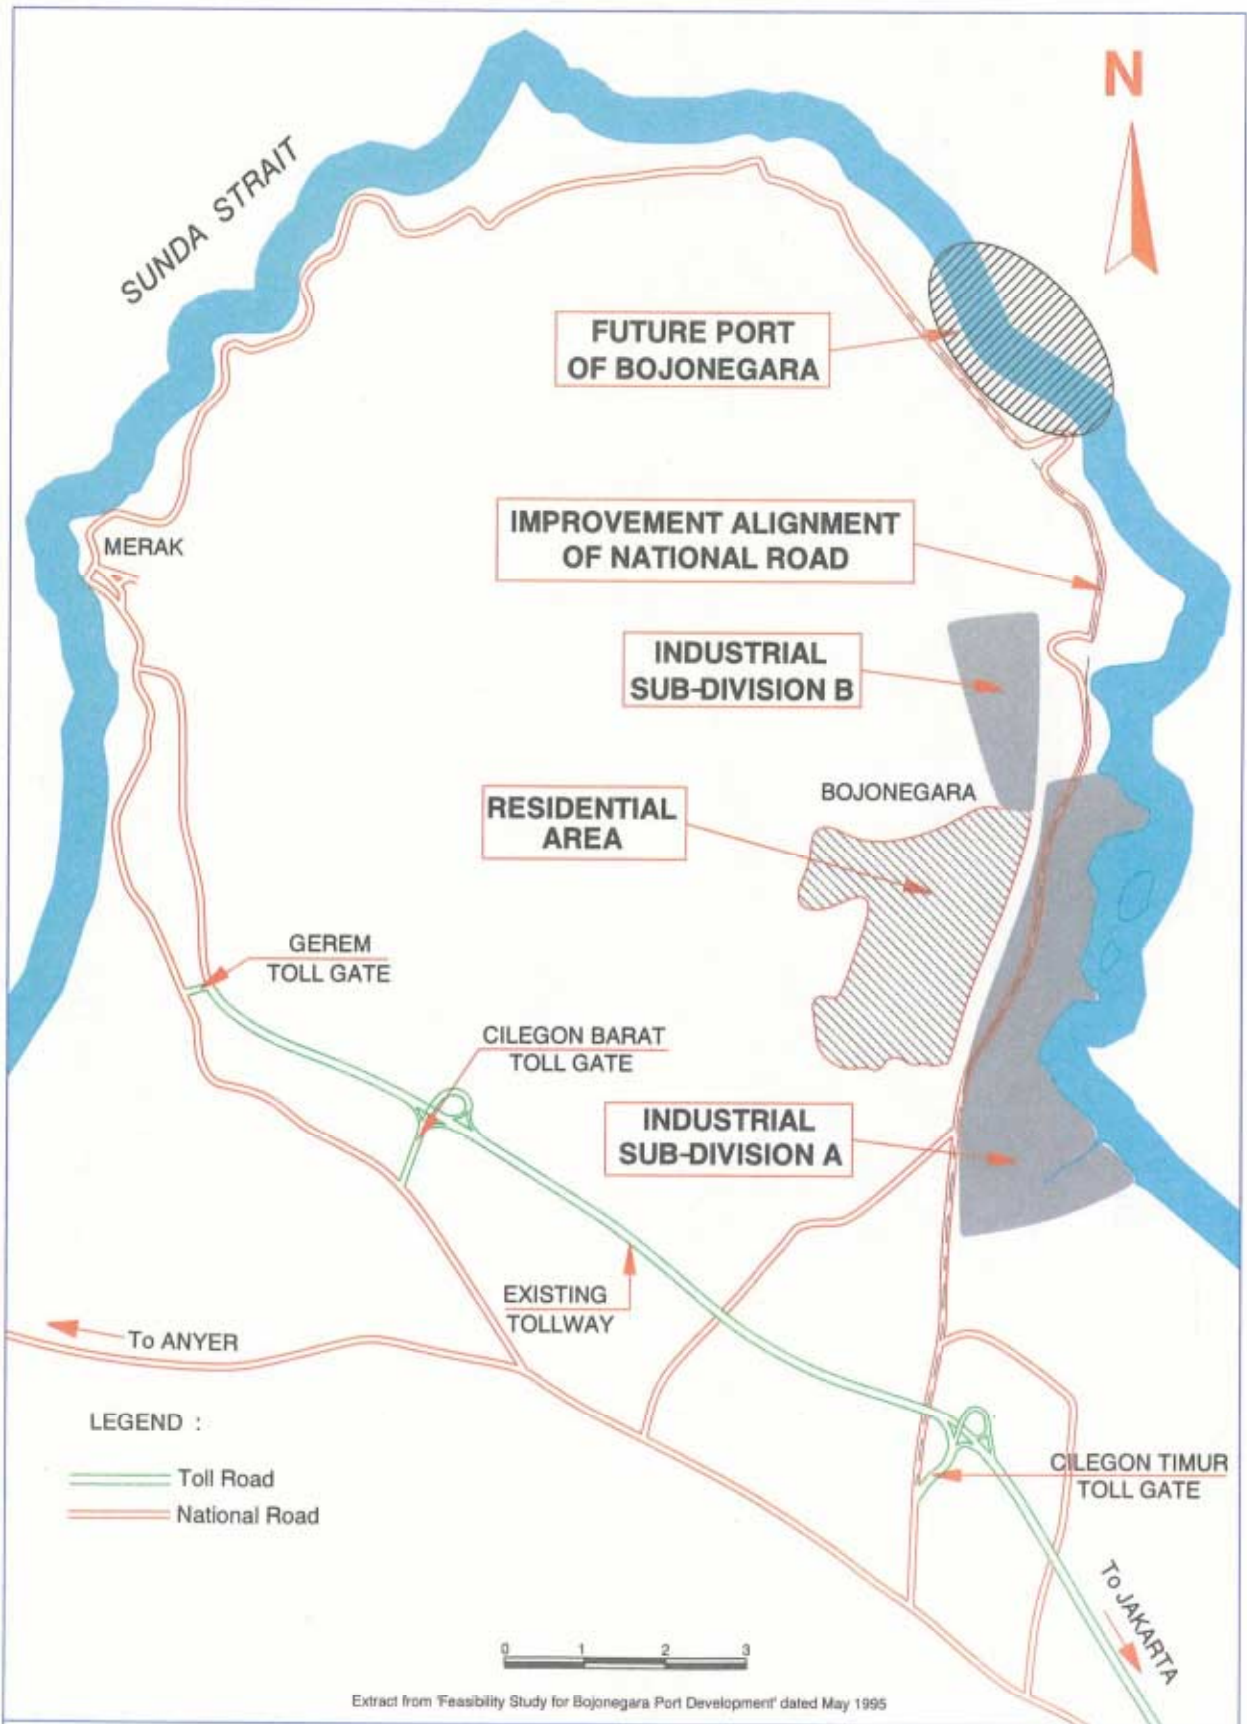 N
SUNDA STRAIT
FUTURE PORT
OF BOJONEGARA
IMPROVEMENT ALIGNMENT
OF NATIONAL ROAD
MERAK
INDUSTRIAL
SUB-DIVISION B
BOJONEGARA
RESIDENTIAL
AREA
GEREM
TOLL GATE
CILEGON BARAT
TOLL GATE
INDUSTRIAL
SUB-DIVISION A
EXISTING
TOLLWAY
To ANYER
LEGEND :
Toll Road
National Road
CILEGON TIMUR
TOLL GATE
To JAKARTA
0 1 2 3
Extract from 'Feasibility Study for Bojonegara Port Development' dated May 1995